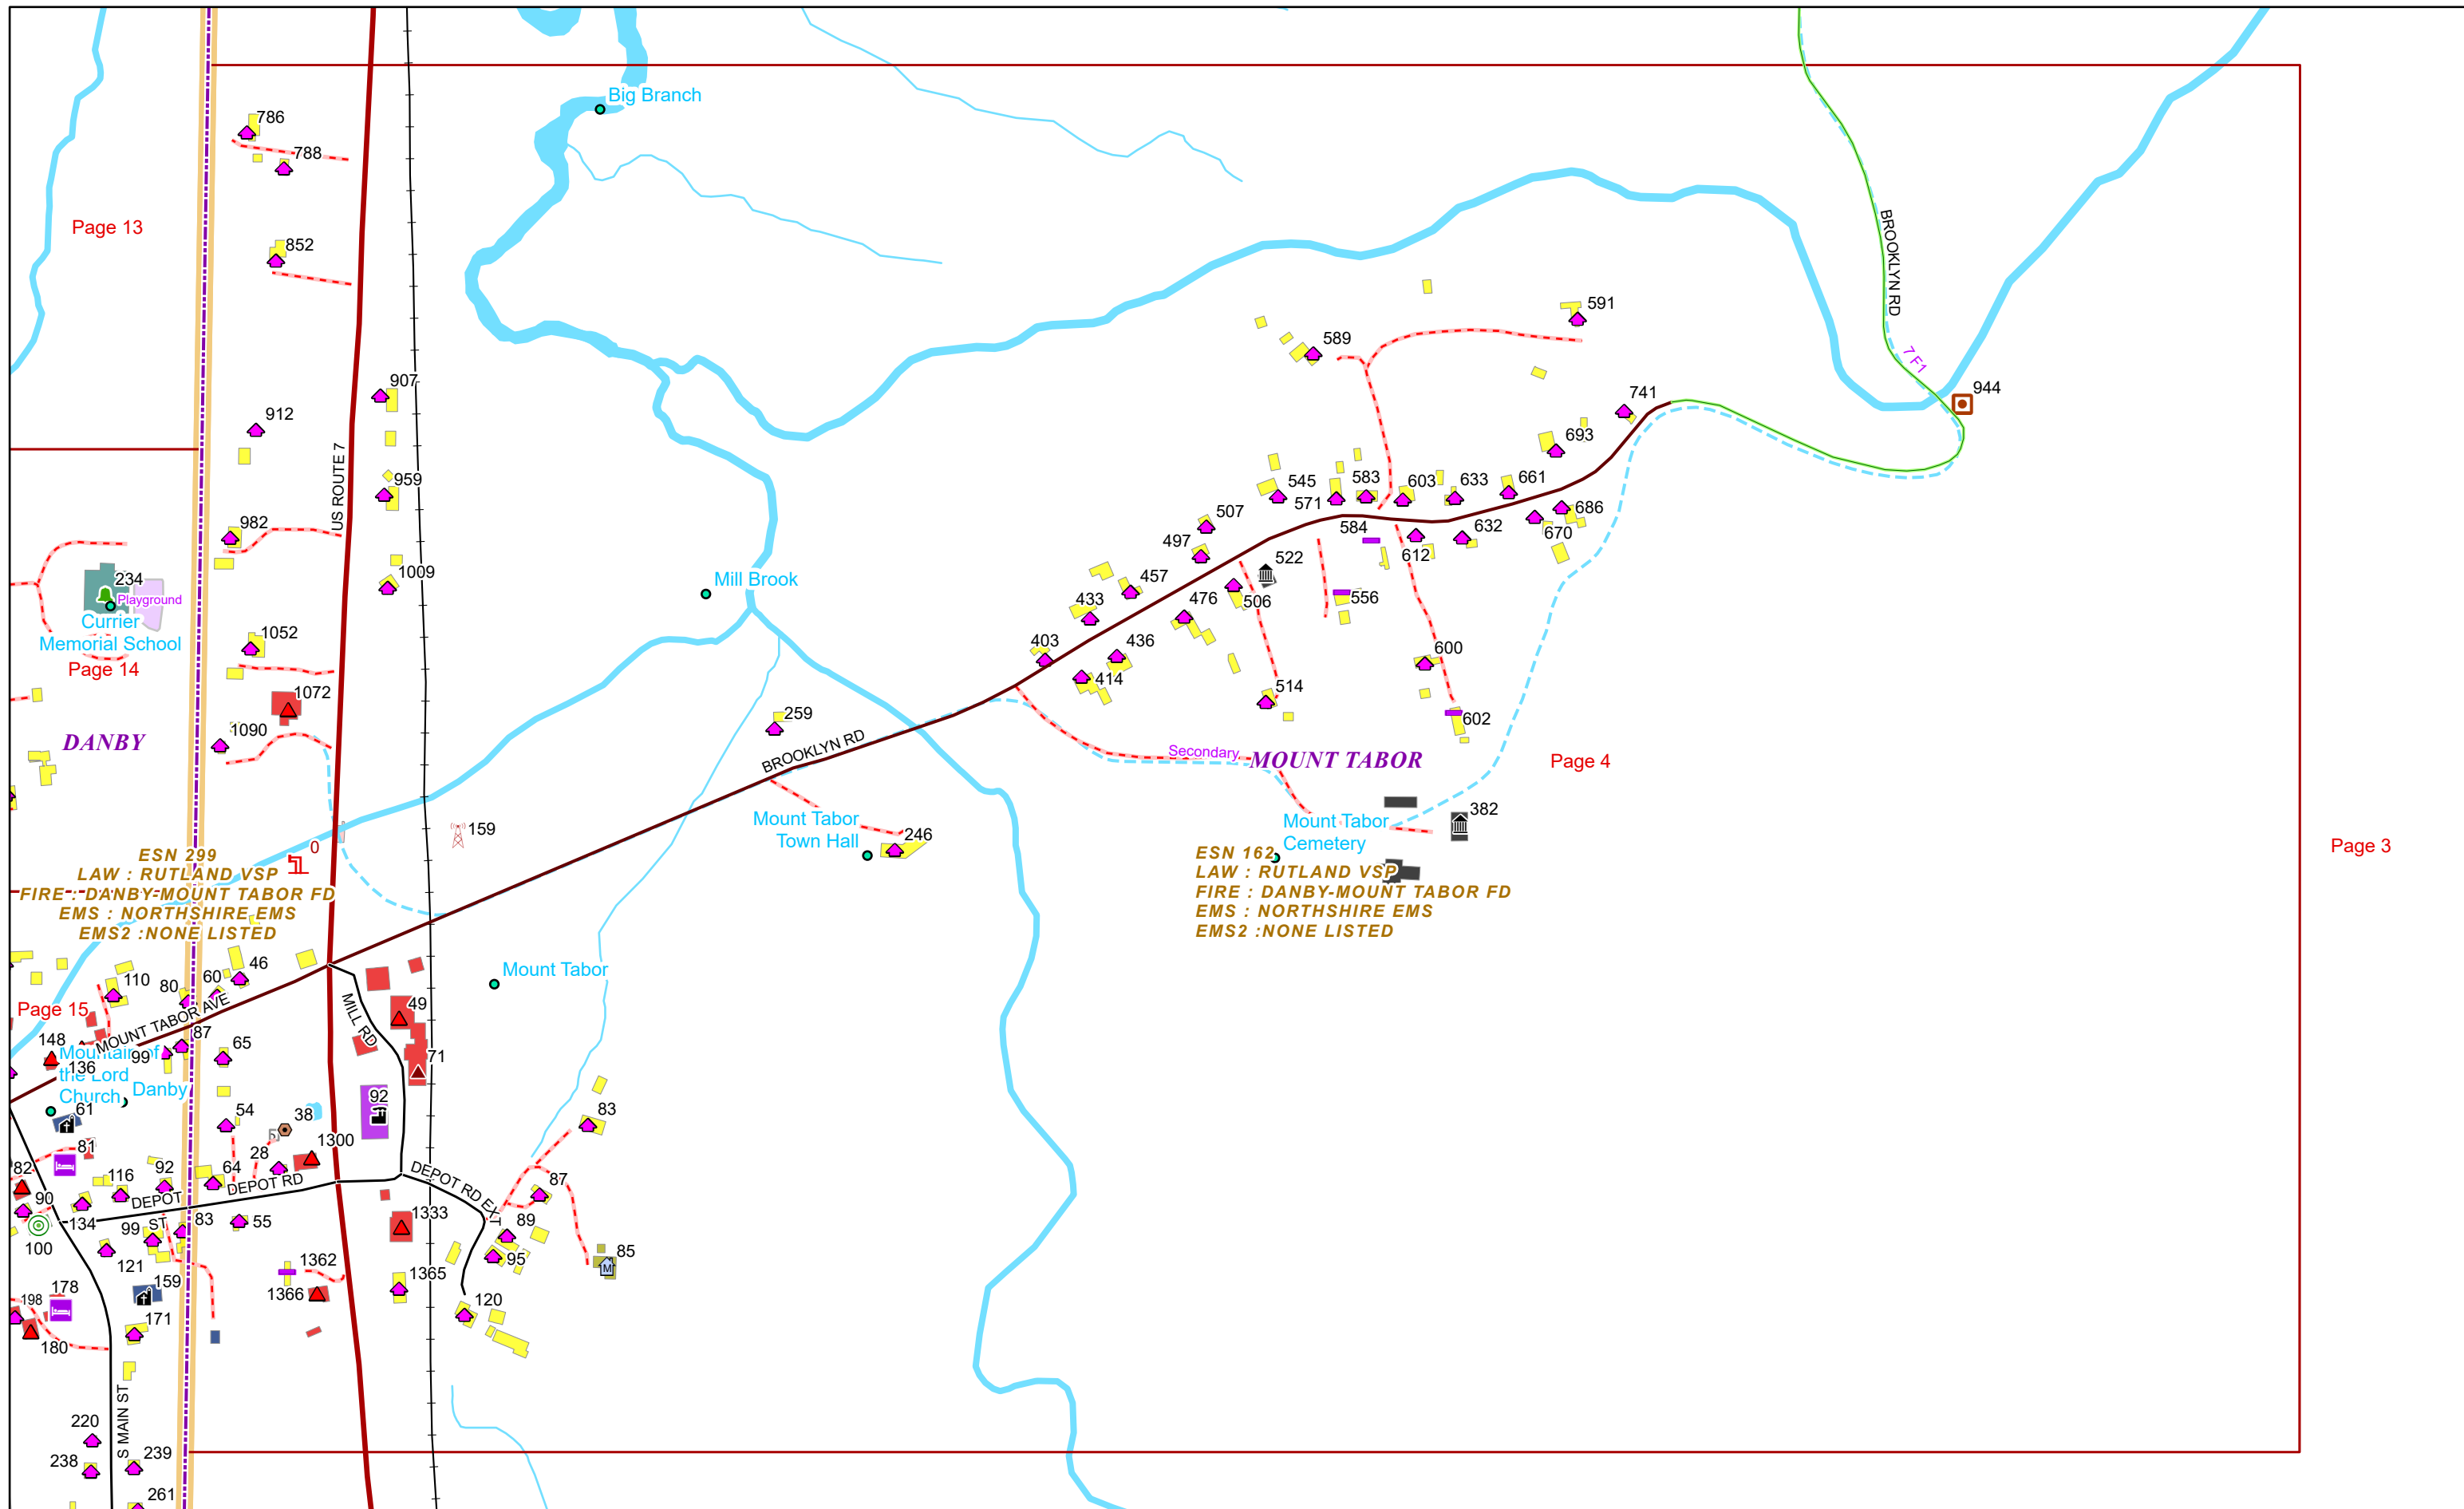 Big Branch
786
788
Page 13
852
BROOKLYN RD
591
589
7 F1
944
907
741
912
693
US ROUTE 7
959
545
583
603
633
661
571
507
686
982
584
632
670
497
522
612
1009
234
Playground
Mill Brook
457
433
476
506
556
Currier
Memorial School
1052
403
436
600
Page 14
414
514
1072
259
602
1090
DANBY
BROOKLYN RD
Secondary
MOUNT TABOR
Page 4
382
Mount Tabor
Town Hall
246
Mount Tabor
Cemetery
159
0
Page 3
ESN 299
LAW : RUTLAND VSP
FIRE : DANBY-MOUNT TABOR FD
EMS : NORTHSHIRE EMS
EMS2 :NONE LISTED
ESN 162
LAW : RUTLAND VSP
FIRE : DANBY-MOUNT TABOR FD
EMS : NORTHSHIRE EMS
EMS2 :NONE LISTED
46
60
80
110
Mount Tabor
Page 15
MOUNT TABOR AVE
MILL RD
49
87
65
148
99
136
71
Mountain of
the Lord
Church
Danby
61
54
38
92
83
1300
81
82
28
116
92
64
DEPOT RD
DEPOT RD EXT
87
90
DEPOT
ST
134
99
83
55
1333
89
100
121
95
85
M
1362
1365
159
178
198
1366
120
171
180
S MAIN ST
220
238
239
261